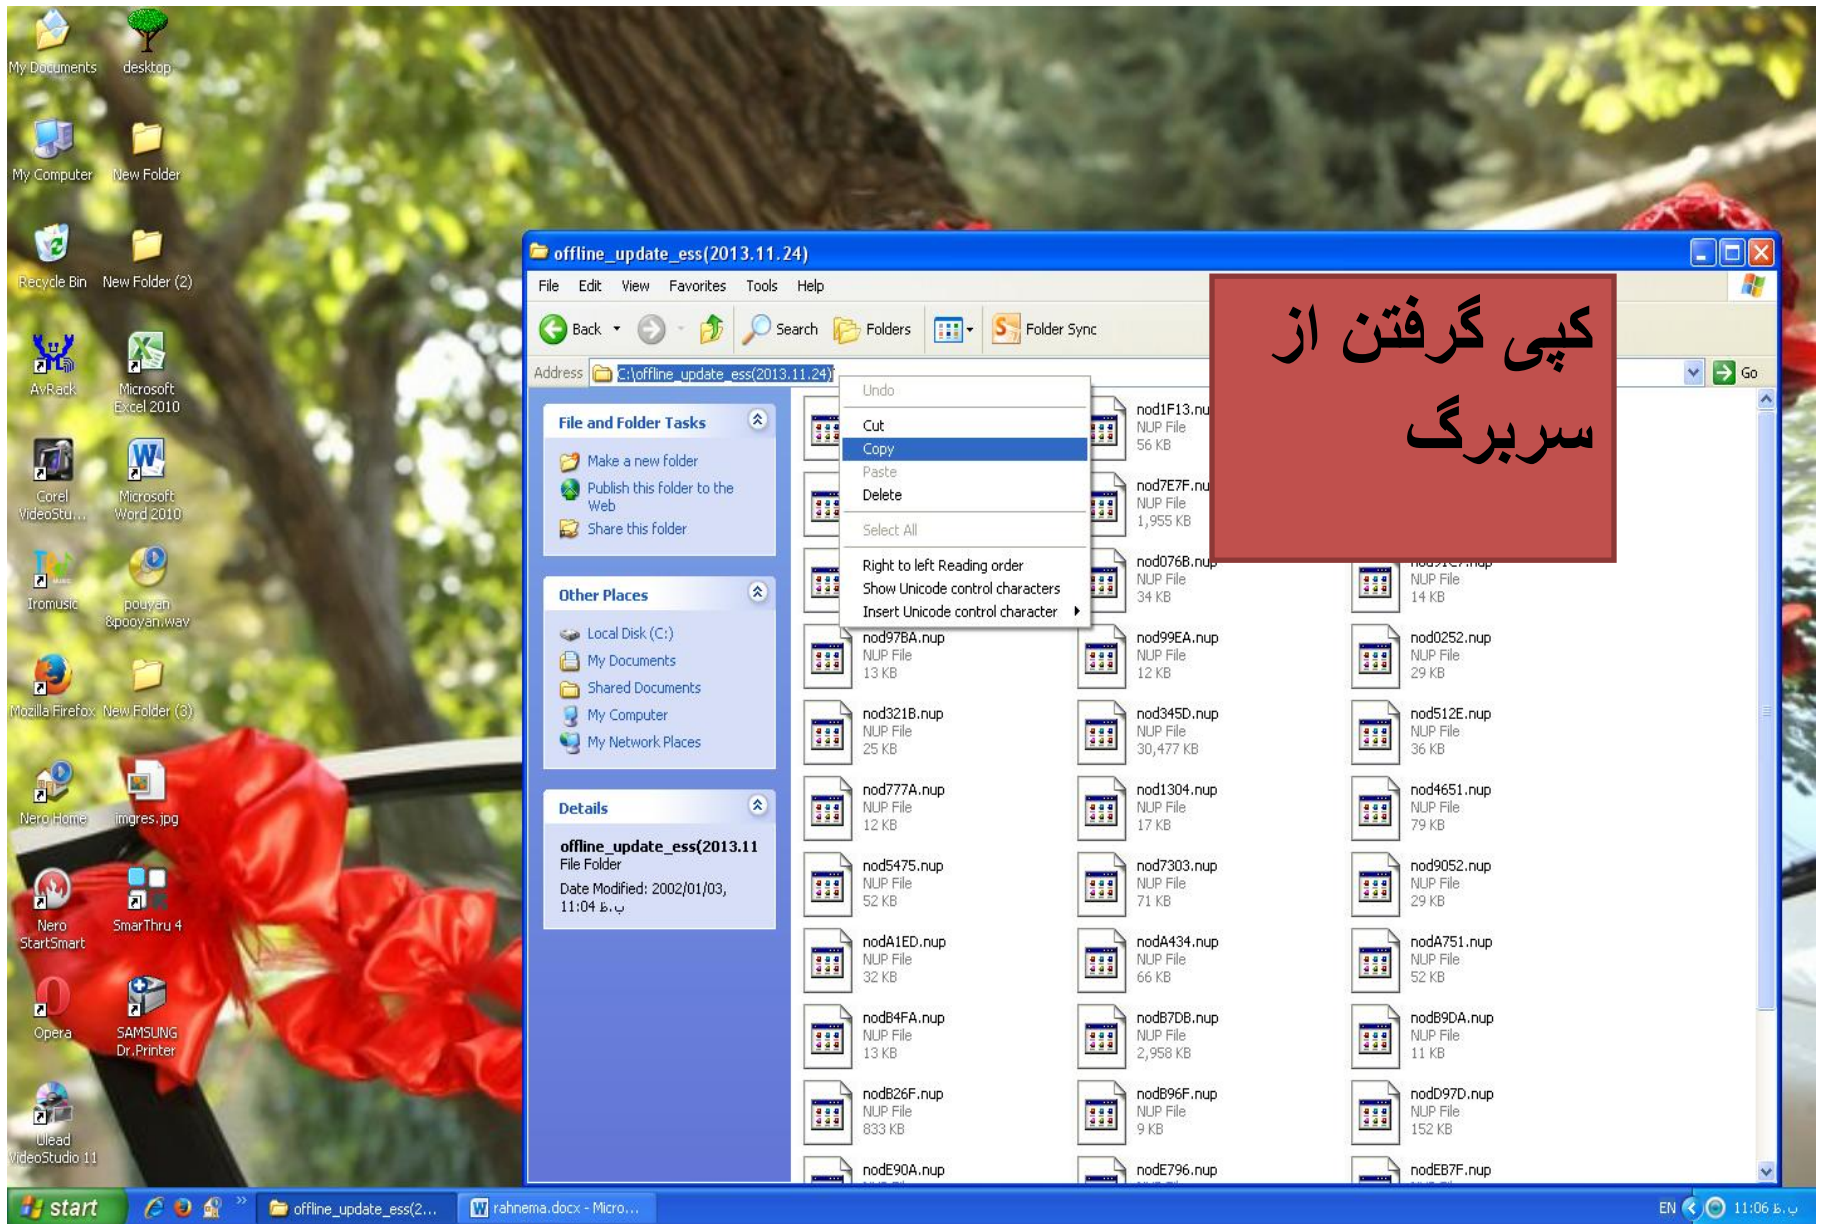 My Documents
desktop
My Computer
New Folder
Recycle Bin
New Folder (2)
AvRack
Microsoft
Excel 2010
Corel
VideoStu...
Microsoft
Word 2010
Iromusic
pouyan
&pooyan.wav
Mozilla Firefox
New Folder (3)
Nero Home
imgres.jpg
Nero
StartSmart
SmarThru 4
Opera
SAMSUNG
Dr.Printer
Ulead
VideoStudio 11
offline_update_ess(2013.11.24)
File Edit View Favorites Tools Help
Back Search Folders Folder Sync
Address C:\offline_update_ess(2013.11.24) Go
کپی گرفتن از
سربرگ
Undo
Cut
Copy
Paste
Delete
Select All
Right to left Reading order
Show Unicode control characters
Insert Unicode control character
File and Folder Tasks
Make a new folder
Publish this folder to the
Web
Share this folder
Other Places
Local Disk (C:)
My Documents
Shared Documents
My Computer
My Network Places
Details
offline_update_ess(2013.11
File Folder
Date Modified: 2002/01/03,
11:04 ب.ظ
nod1F13.nu
NUP File
56 KB
nod7E7F.nu
NUP File
1,955 KB
nod076B.nup
NUP File
34 KB
NUP File
14 KB
nod97BA.nup
NUP File
13 KB
nod99EA.nup
NUP File
12 KB
nod0252.nup
NUP File
29 KB
nod321B.nup
NUP File
25 KB
nod345D.nup
NUP File
30,477 KB
nod512E.nup
NUP File
36 KB
nod777A.nup
NUP File
12 KB
nod1304.nup
NUP File
17 KB
nod4651.nup
NUP File
79 KB
nod5475.nup
NUP File
52 KB
nod7303.nup
NUP File
71 KB
nod9052.nup
NUP File
29 KB
nodA1ED.nup
NUP File
32 KB
nodA434.nup
NUP File
66 KB
nodA751.nup
NUP File
52 KB
nodB4FA.nup
NUP File
13 KB
nodB7DB.nup
NUP File
2,958 KB
nodB9DA.nup
NUP File
11 KB
nodB26F.nup
NUP File
833 KB
nodB96F.nup
NUP File
9 KB
nodD97D.nup
NUP File
152 KB
nodE90A.nup
nodE796.nup
nodEB7F.nup
start
offline_update_ess(2...
rahnema.docx - Micro...
EN
11:06 ب.ظ